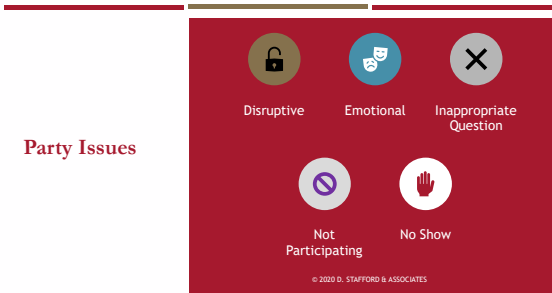 Party Issues
Disruptive
Emotional
Inappropriate
Question
Not
Participating
No Show
© 2020 D. STAFFORD & ASSOCIATES